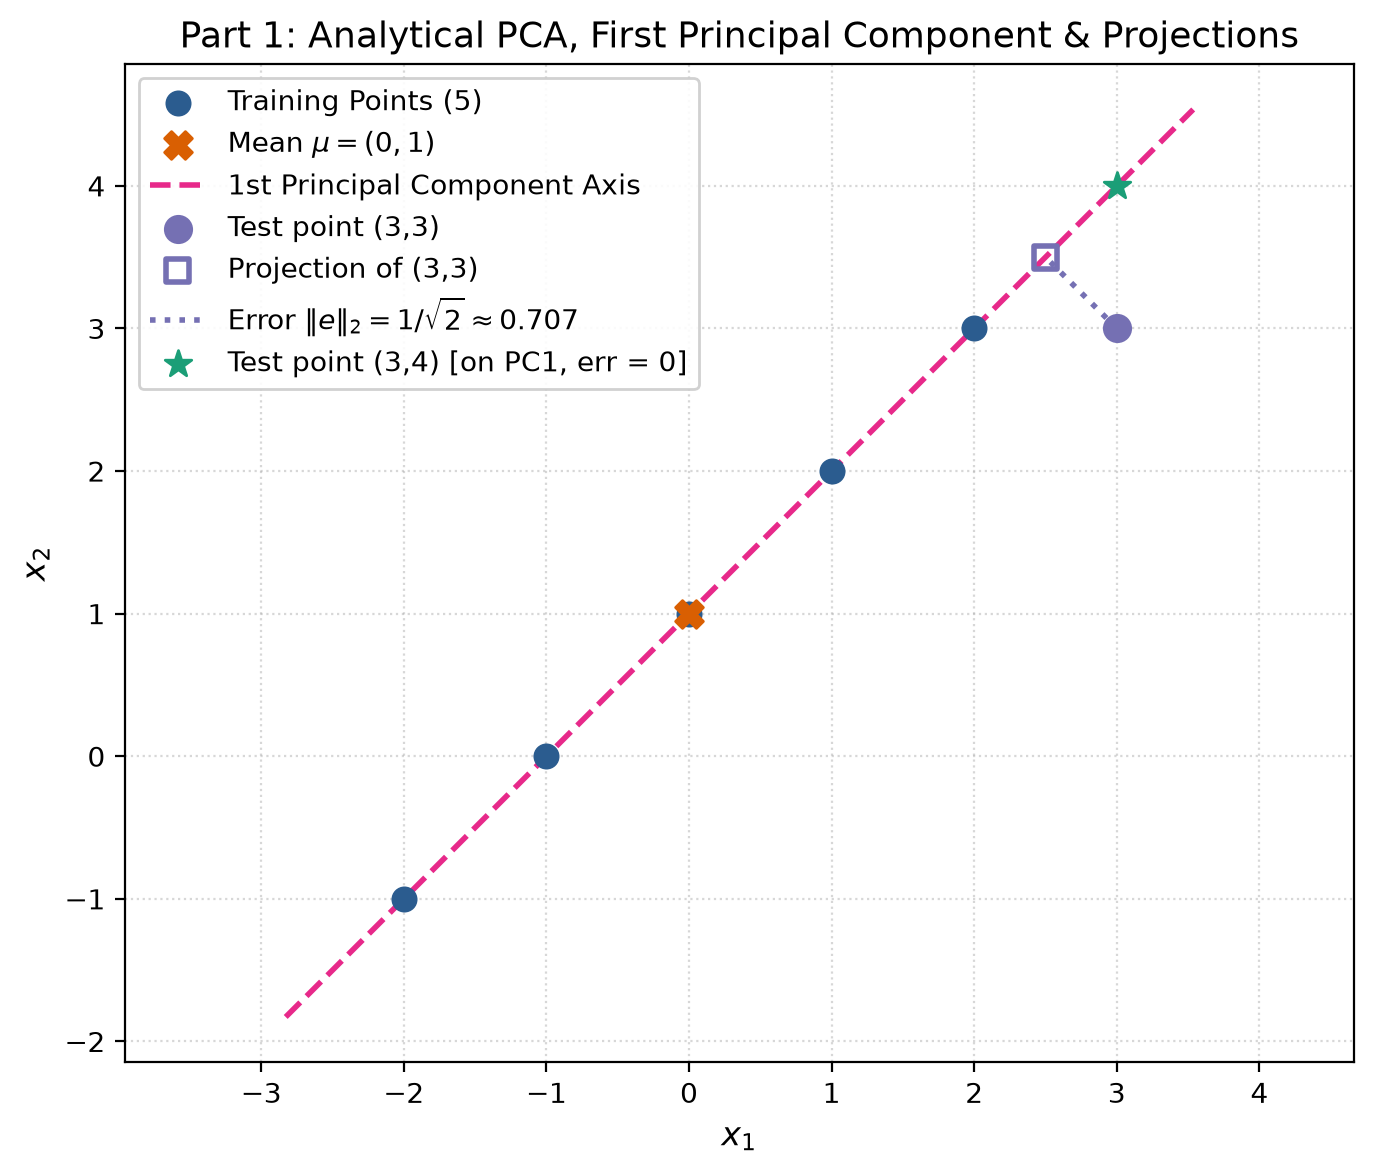 Part 1: Analytical PCA, First Principal Component & Projections
Training Points (5)
Mean μ = (0, 1)
1st Principal Component Axis
Test point (3,3)
Projection of (3,3)
Error ‖e‖₂ = 1/√2 ≈ 0.707
Test point (3,4) [on PC1, err = 0]
4
3
2
1
0
−1
−2
x₂
−3 −2 −1 0 1 2 3 4
x₁